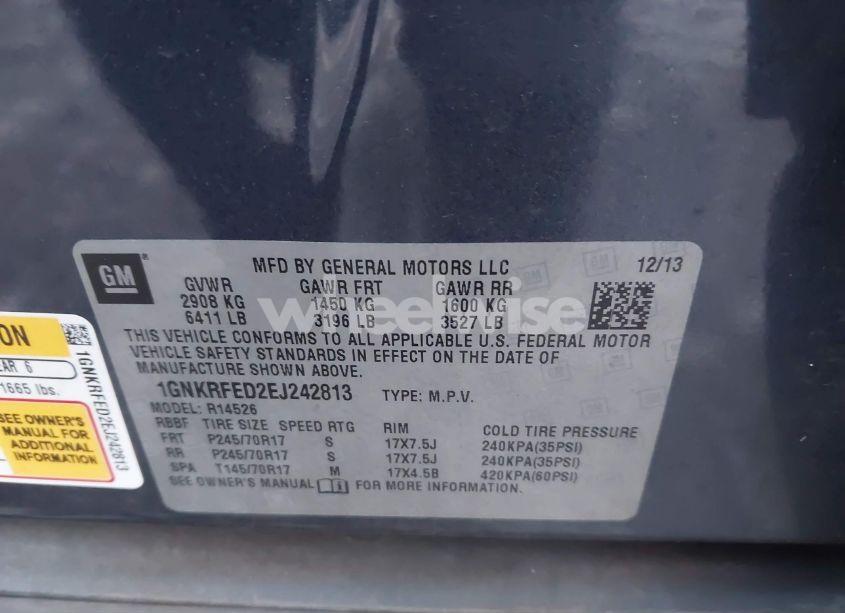 GM
MFD BY GENERAL MOTORS LLC 12/13
GVWR GAWR FRT GAWR RR
2908 KG 1450 KG 1600 KG
6411 LB 3196 LB 3527 LB
THIS VEHICLE CONFORMS TO ALL APPLICABLE U.S. FEDERAL MOTOR
VEHICLE SAFETY STANDARDS IN EFFECT ON THE DATE OF
MANUFACTURE SHOWN ABOVE.
1GNKRFED2EJ242813 TYPE: M.P.V.
MODEL: R14526
RBBF TIRE SIZE SPEED RTG RIM COLD TIRE PRESSURE
FRT P245/70R17 S 17X7.5J 240KPA(35PSI)
RR P245/70R17 S 17X7.5J 240KPA(35PSI)
SPA T145/70R17 M 17X4.5B 420KPA(60PSI)
SEE OWNER'S MANUAL FOR MORE INFORMATION.
ON
EAR 6
1665 lbs.
SEE OWNER'S
MANUAL FOR
ADDITIONAL
INFORMATION
1GNKRFED2EJ242813